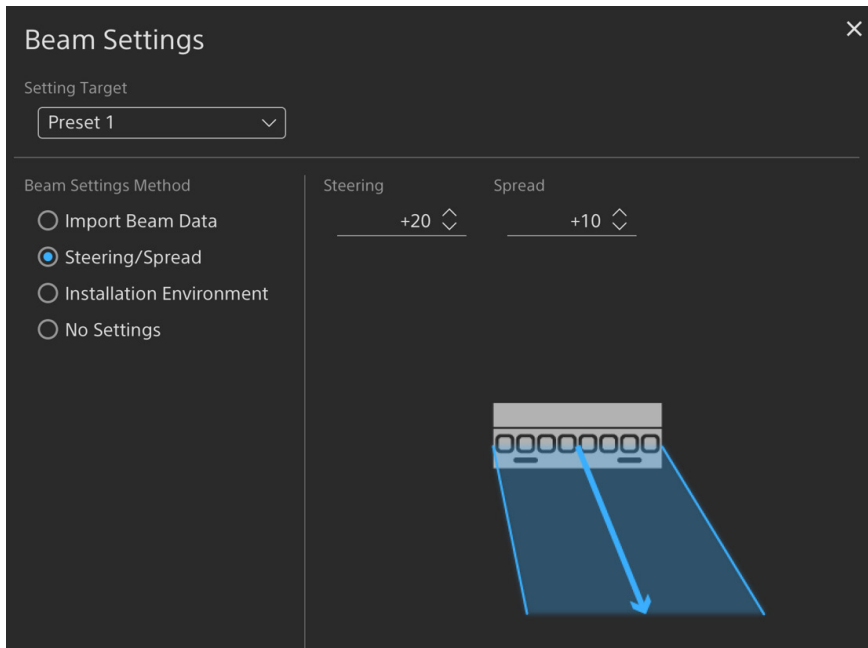 Beam Settings
Setting Target
Preset 1
Beam Settings Method
Import Beam Data
Steering/Spread
Installation Environment
No Settings
Steering
Spread
+20
+10